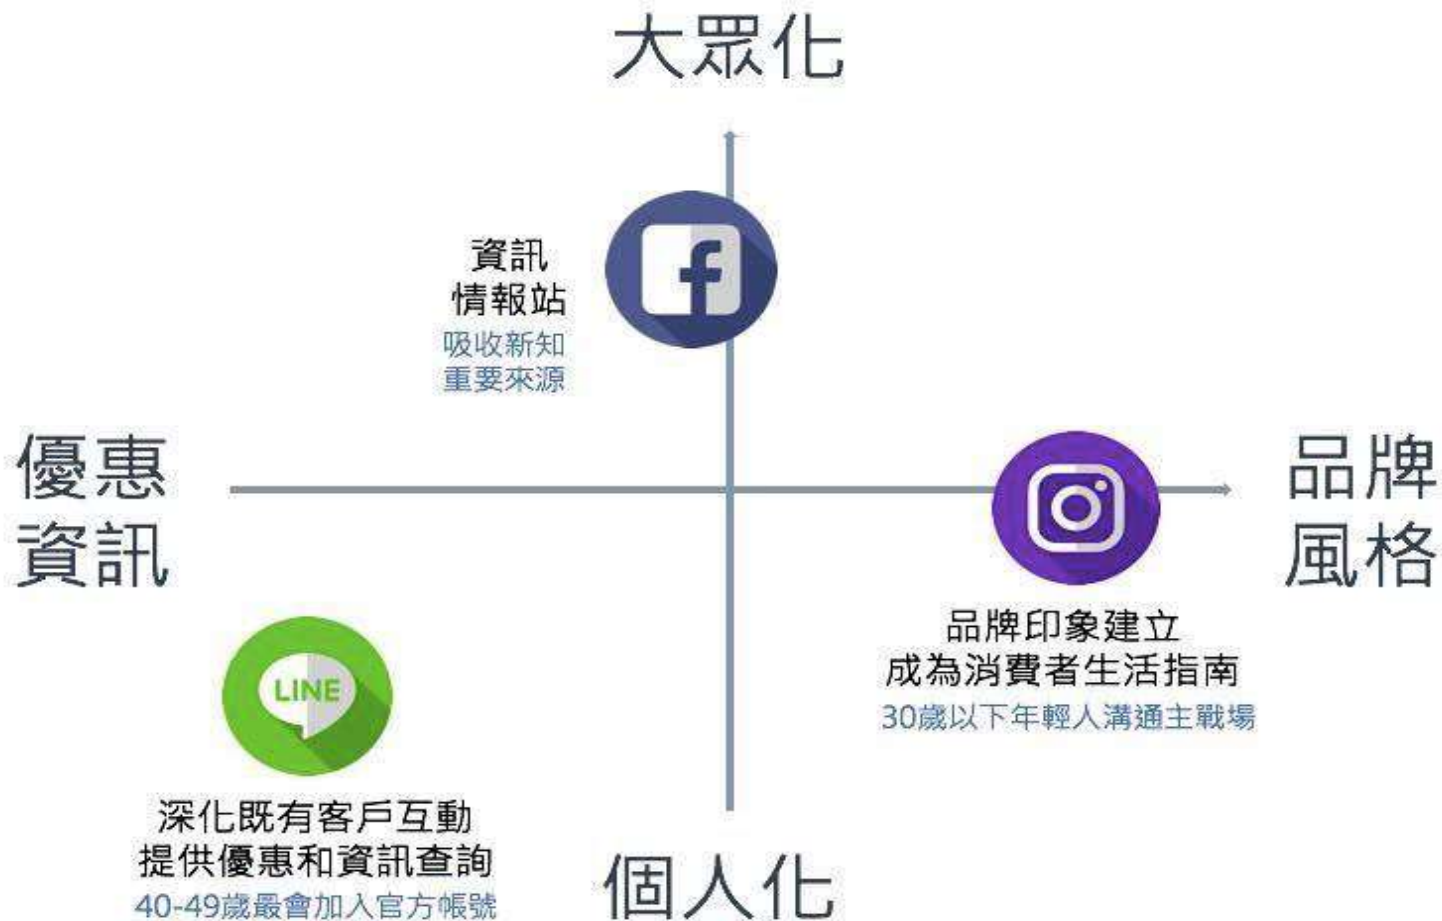 大眾化
資訊
情報站
吸收新知
重要來源
優惠
資訊
品牌
風格
品牌印象建立
成為消費者生活指南
30歲以下年輕人溝通主戰場
LINE
深化既有客戶互動
提供優惠和資訊查詢
40-49歲最會加入官方帳號
個人化